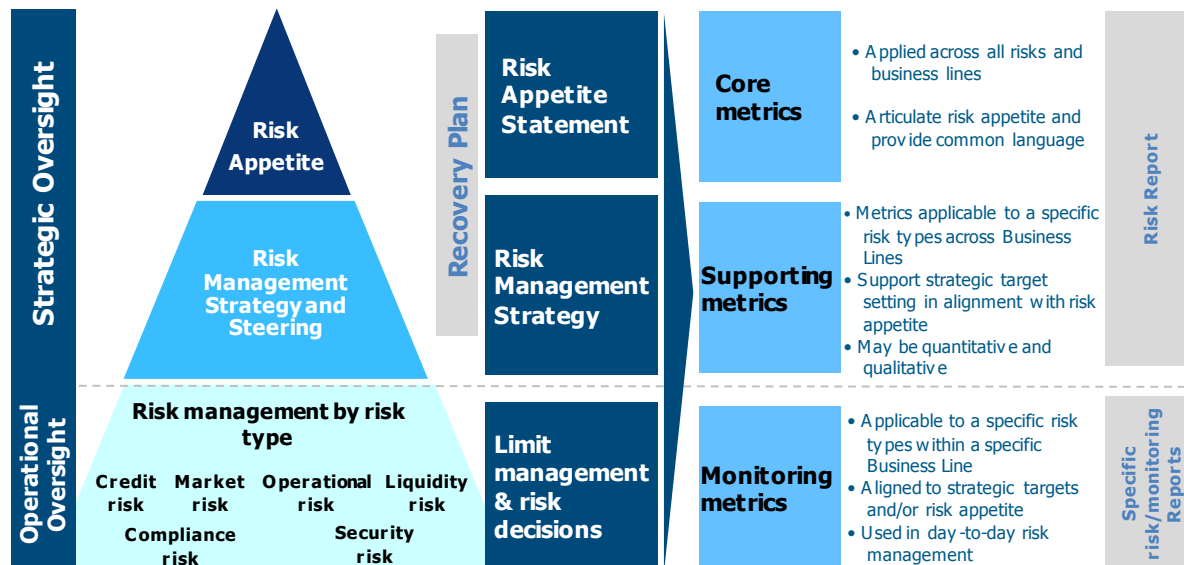 Strategic Oversight
Operational
Oversight
Risk
Appetite
Risk
Management
Strategy and
Steering
Risk management by risk
type
Credit
risk
Market
risk
Operational
risk
Liquidity
risk
Compliance
risk
Security
risk
Recovery Plan
Risk
Appetite
Statement
Risk
Management
Strategy
Limit
management
& risk
decisions
Core
metrics
• Applied across all risks and
business lines
• Articulate risk appetite and
provide common language
Supporting
metrics
• Metrics applicable to a specific
risk types across Business
Lines
• Support strategic target
setting in alignment with risk
appetite
• May be quantitative and
qualitative
Monitoring
metrics
• Applicable to a specific risk
types within a specific
Business Line
• Aligned to strategic targets
and/or risk appetite
• Used in day-to-day risk
management
Risk Report
Specific
risk/monitoring
Reports